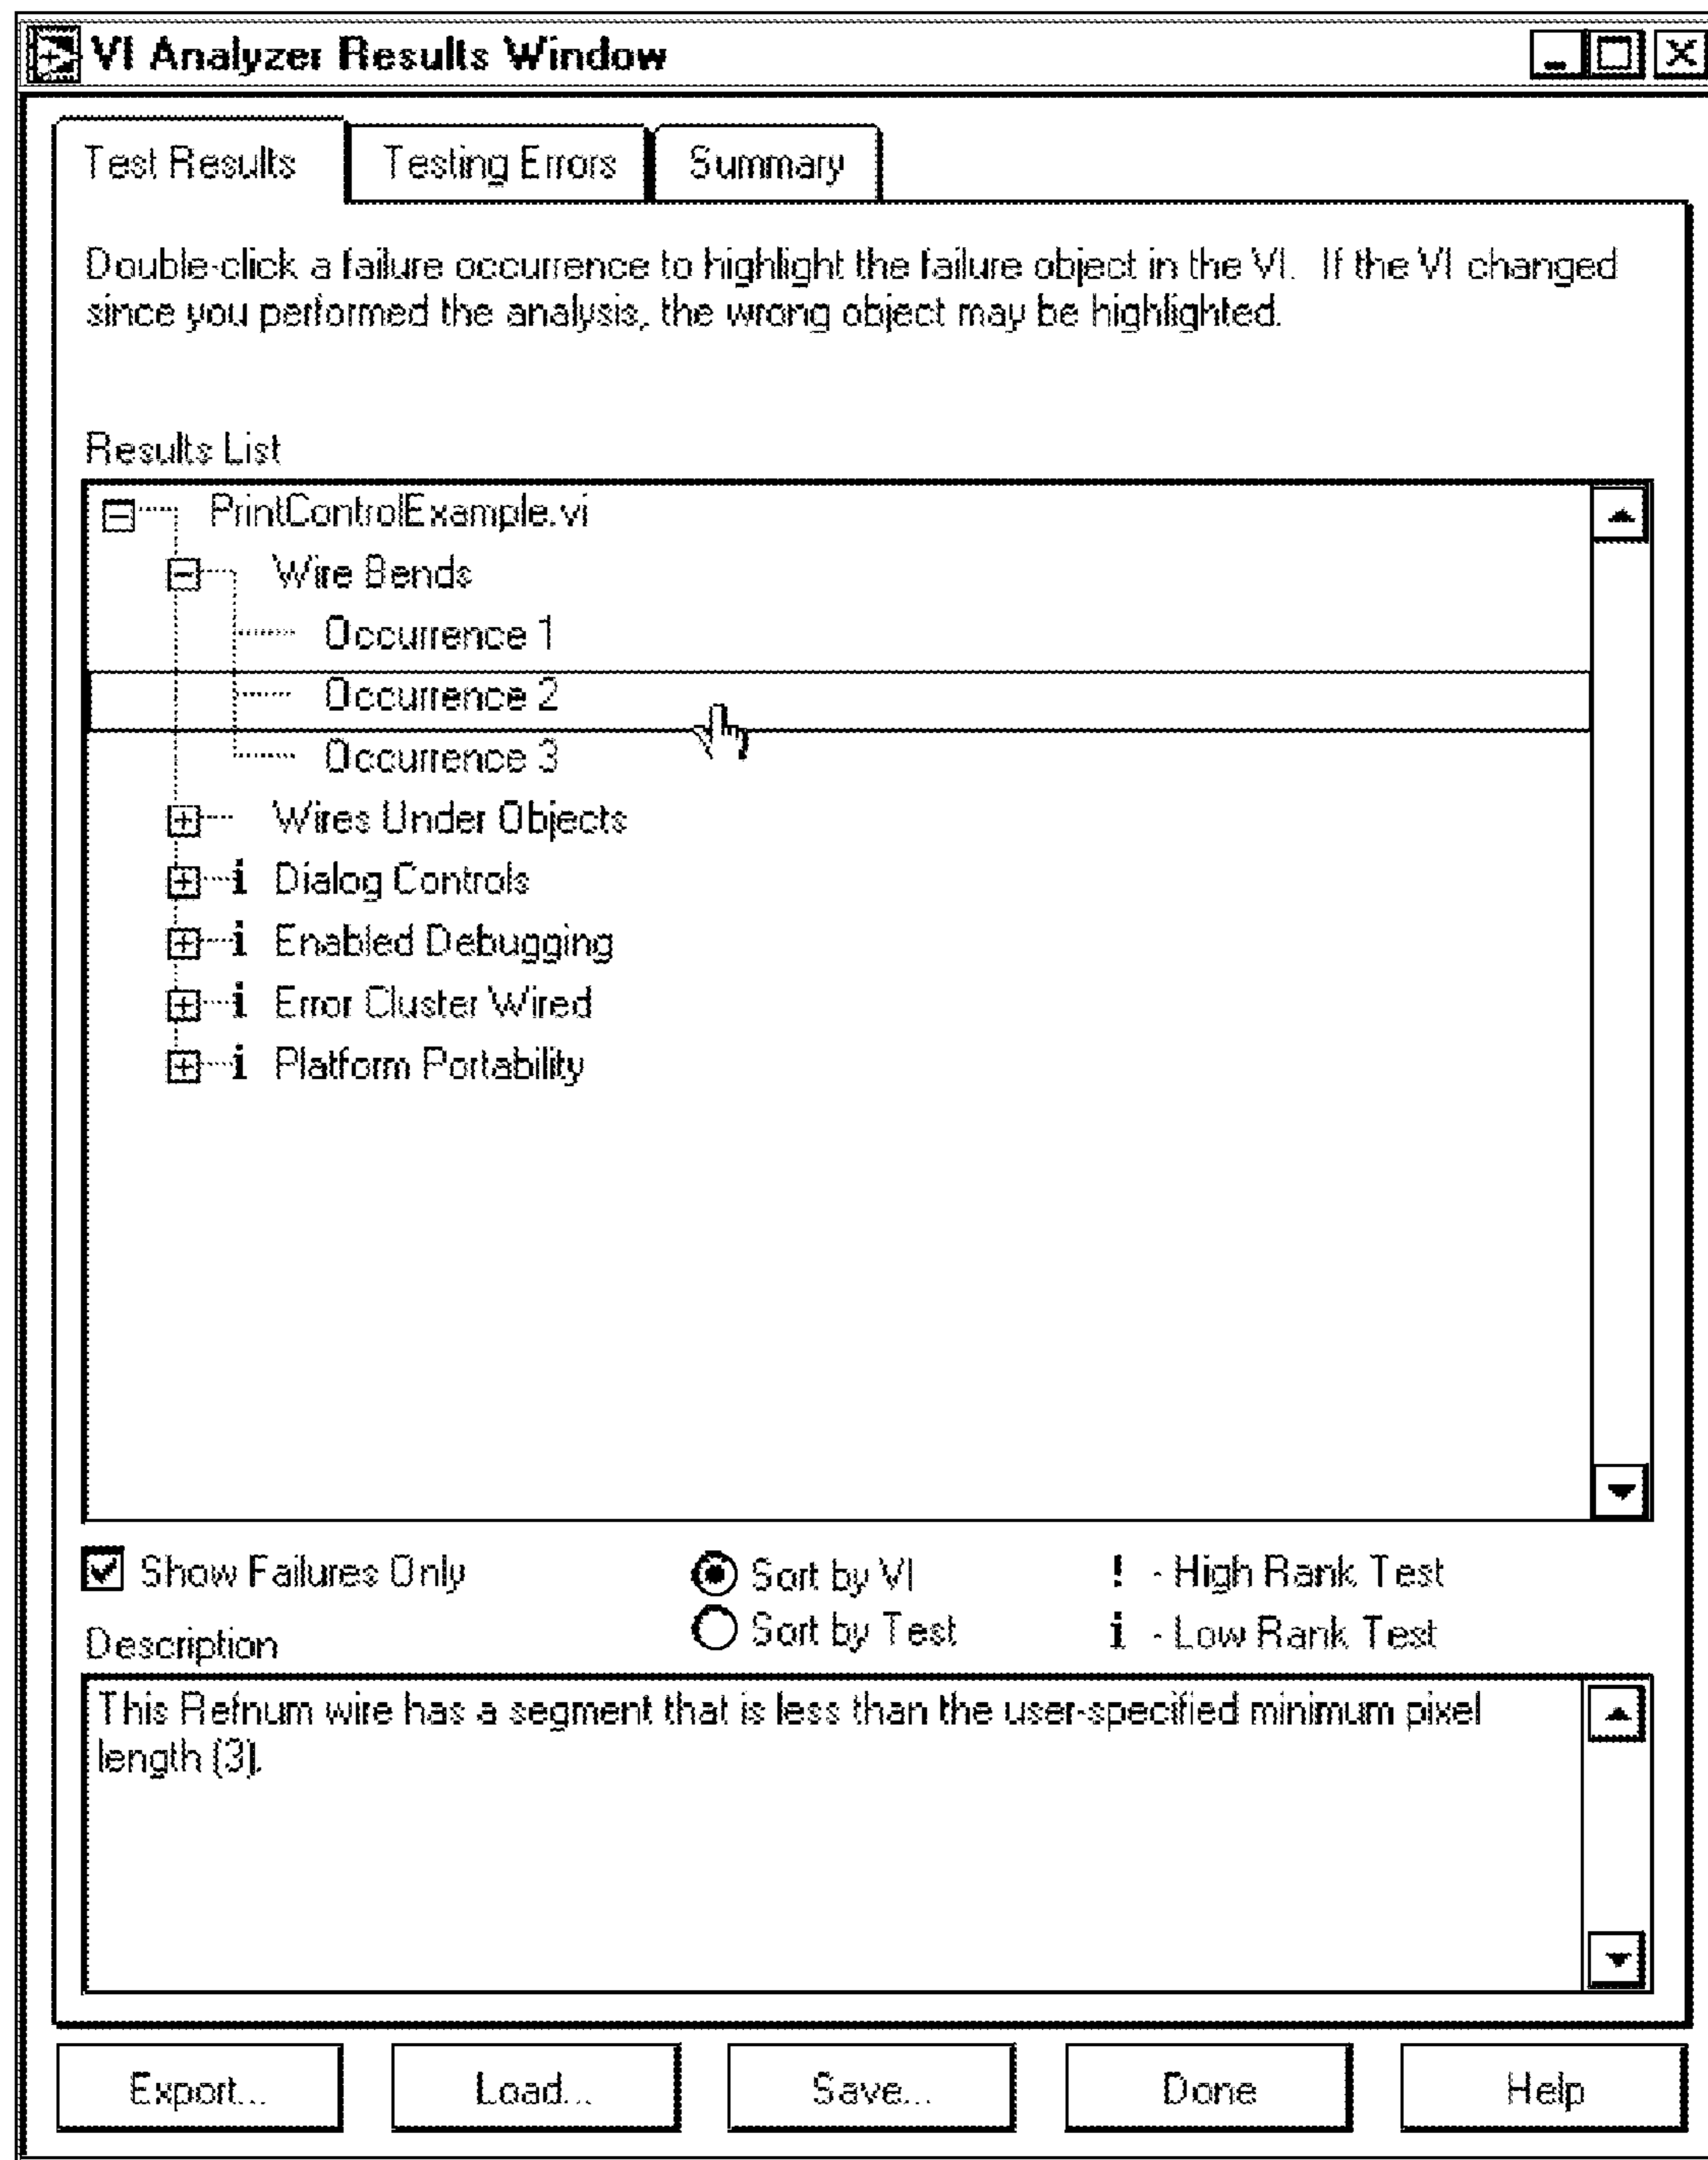 VI Analyzer Results Window
Test Results
Testing Errors
Summary
Double-click a failure occurrence to highlight the failure object in the VI. If the VI changed
since you performed the analysis, the wrong object may be highlighted.
Results List
PrintControlExample.vi
Wire Bends
Occurrence 1
Occurrence 2
Occurrence 3
Wires Under Objects
i Dialog Controls
i Enabled Debugging
i Error Cluster Wired
i Platform Portability
Show Failures Only
Sort by VI
! - High Rank Test
Sort by Test
i - Low Rank Test
Description
This Refnum wire has a segment that is less than the user-specified minimum pixel
length (3).
Export...
Load...
Save...
Done
Help